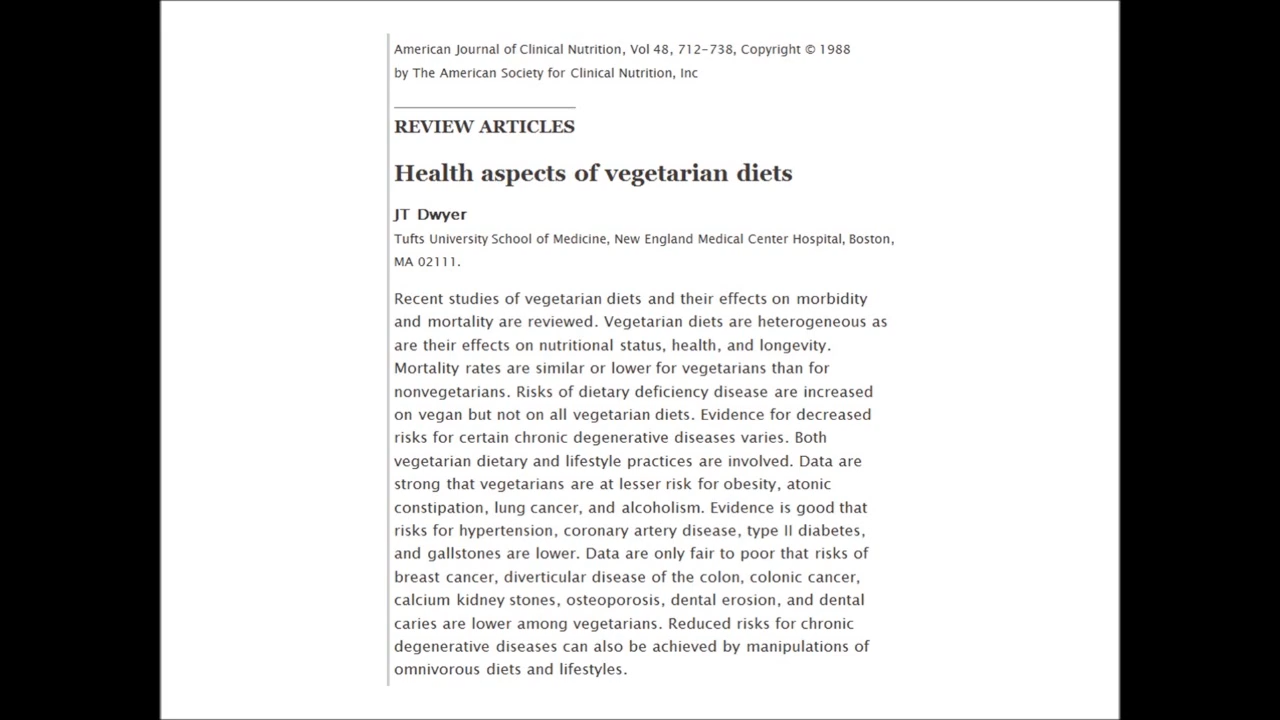 American Journal of Clinical Nutrition, Vol 48, 712-738, Copyright © 1988
by The American Society for Clinical Nutrition, Inc
REVIEW ARTICLES
Health aspects of vegetarian diets
JT Dwyer
Tufts University School of Medicine, New England Medical Center Hospital, Boston,
MA 02111.
Recent studies of vegetarian diets and their effects on morbidity
and mortality are reviewed. Vegetarian diets are heterogeneous as
are their effects on nutritional status, health, and longevity.
Mortality rates are similar or lower for vegetarians than for
nonvegetarians. Risks of dietary deficiency disease are increased
on vegan but not on all vegetarian diets. Evidence for decreased
risks for certain chronic degenerative diseases varies. Both
vegetarian dietary and lifestyle practices are involved. Data are
strong that vegetarians are at lesser risk for obesity, atonic
constipation, lung cancer, and alcoholism. Evidence is good that
risks for hypertension, coronary artery disease, type II diabetes,
and gallstones are lower. Data are only fair to poor that risks of
breast cancer, diverticular disease of the colon, colonic cancer,
calcium kidney stones, osteoporosis, dental erosion, and dental
caries are lower among vegetarians. Reduced risks for chronic
degenerative diseases can also be achieved by manipulations of
omnivorous diets and lifestyles.